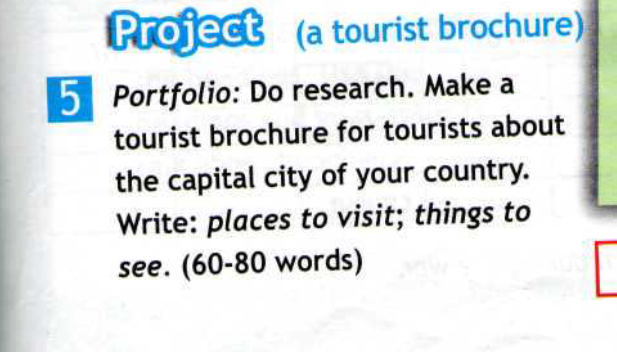 Project (a tourist brochure)
5 Portfolio: Do research. Make a
tourist brochure for tourists about
the capital city of your country.
Write: places to visit; things to
see. (60-80 words)